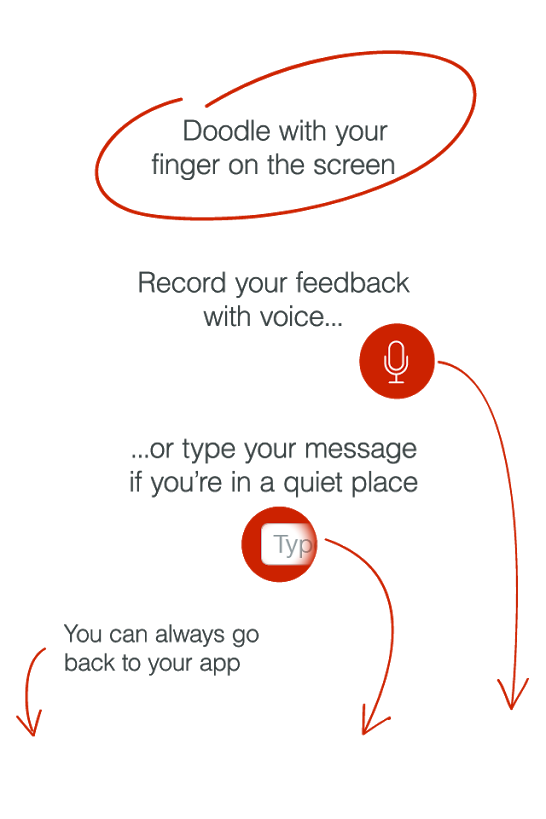 Doodle with your
finger on the screen
Record your feedback
with voice...
...or type your message
if you're in a quiet place
Typ
You can always go
back to your app